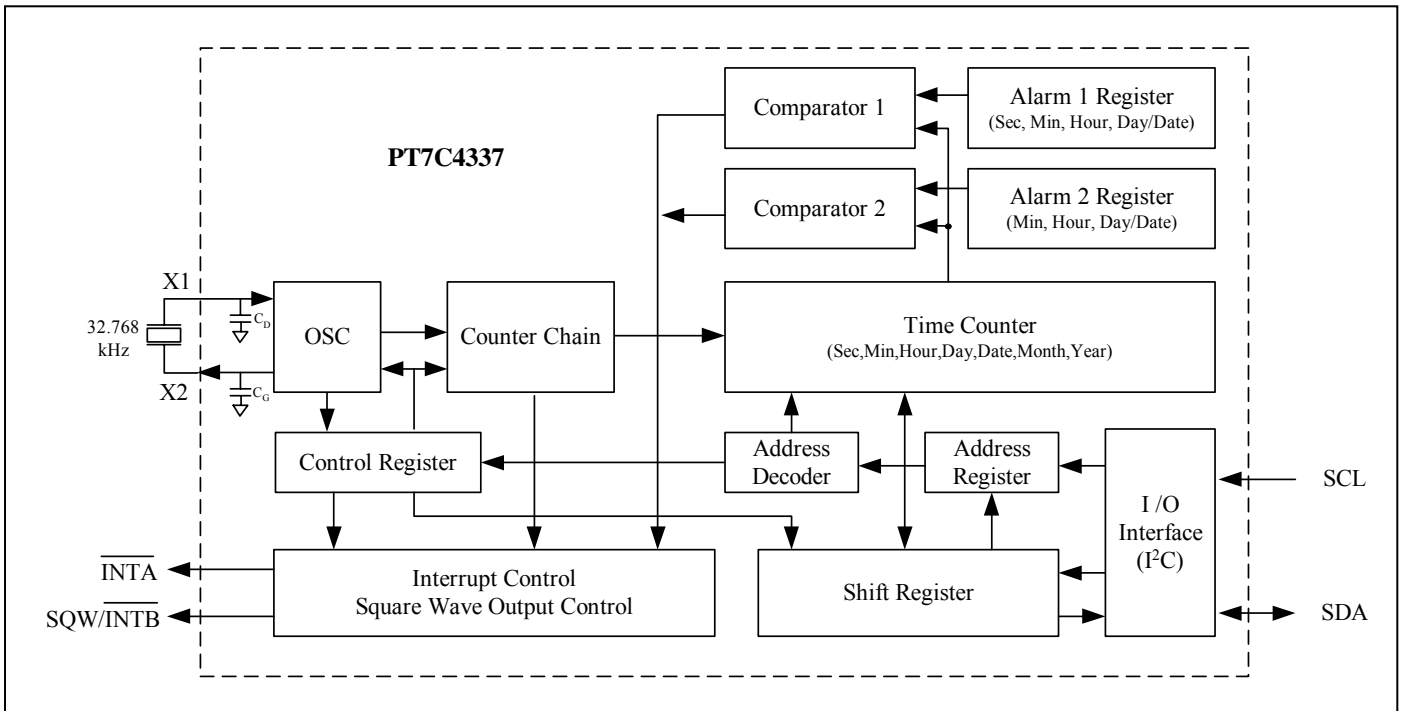 PT7C4337
Comparator 1
Alarm 1 Register
(Sec, Min, Hour, Day/Date)
Comparator 2
Alarm 2 Register
(Min, Hour, Day/Date)
X1
32.768
kHz
X2
C_D
C_G
OSC
Counter Chain
Time Counter
(Sec,Min,Hour,Day,Date,Month,Year)
Control Register
Address
Decoder
Address
Register
I /O
Interface
(I²C)
SCL
SDA
INTA
SQW/INTB
Interrupt Control
Square Wave Output Control
Shift Register